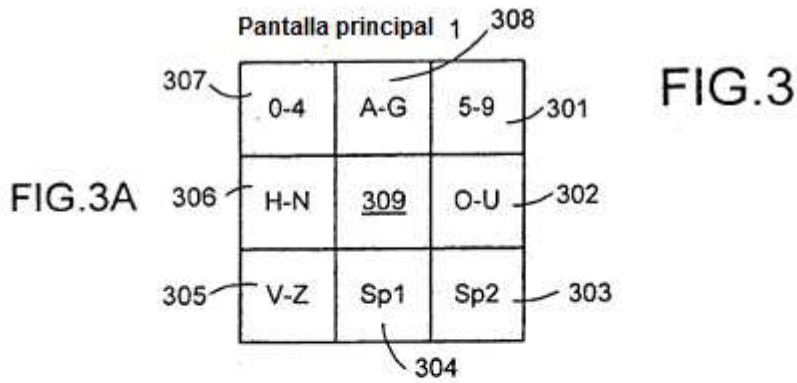 Pantalla principal 1
308
307
0-4 A-G 5-9
301
FIG.3
FIG.3A
306
H-N 309 O-U
302
305
V-Z Sp1 Sp2
303
304